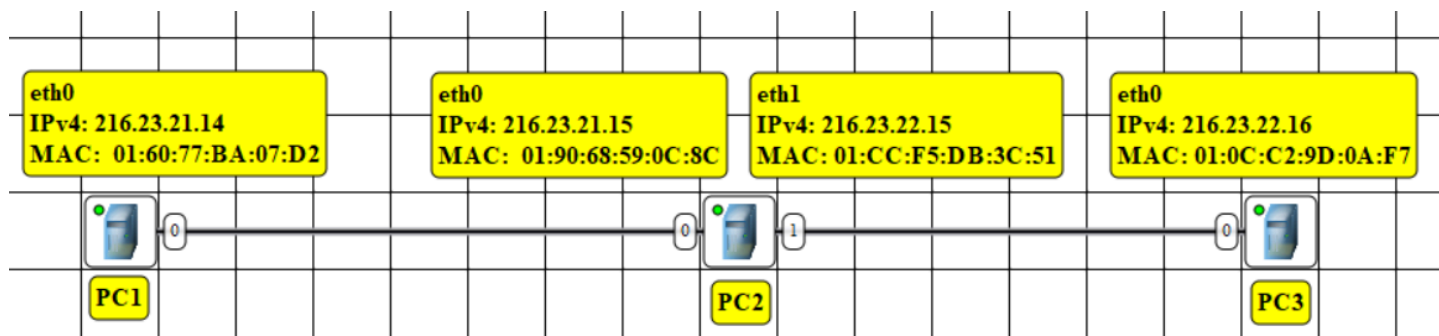 eth0
IPv4: 216.23.21.14
MAC: 01:60:77:BA:07:D2
eth0
IPv4: 216.23.21.15
MAC: 01:90:68:59:0C:8C
eth1
IPv4: 216.23.22.15
MAC: 01:CC:F5:DB:3C:51
eth0
IPv4: 216.23.22.16
MAC: 01:0C:C2:9D:0A:F7
0
0
1
0
PC1
PC2
PC3